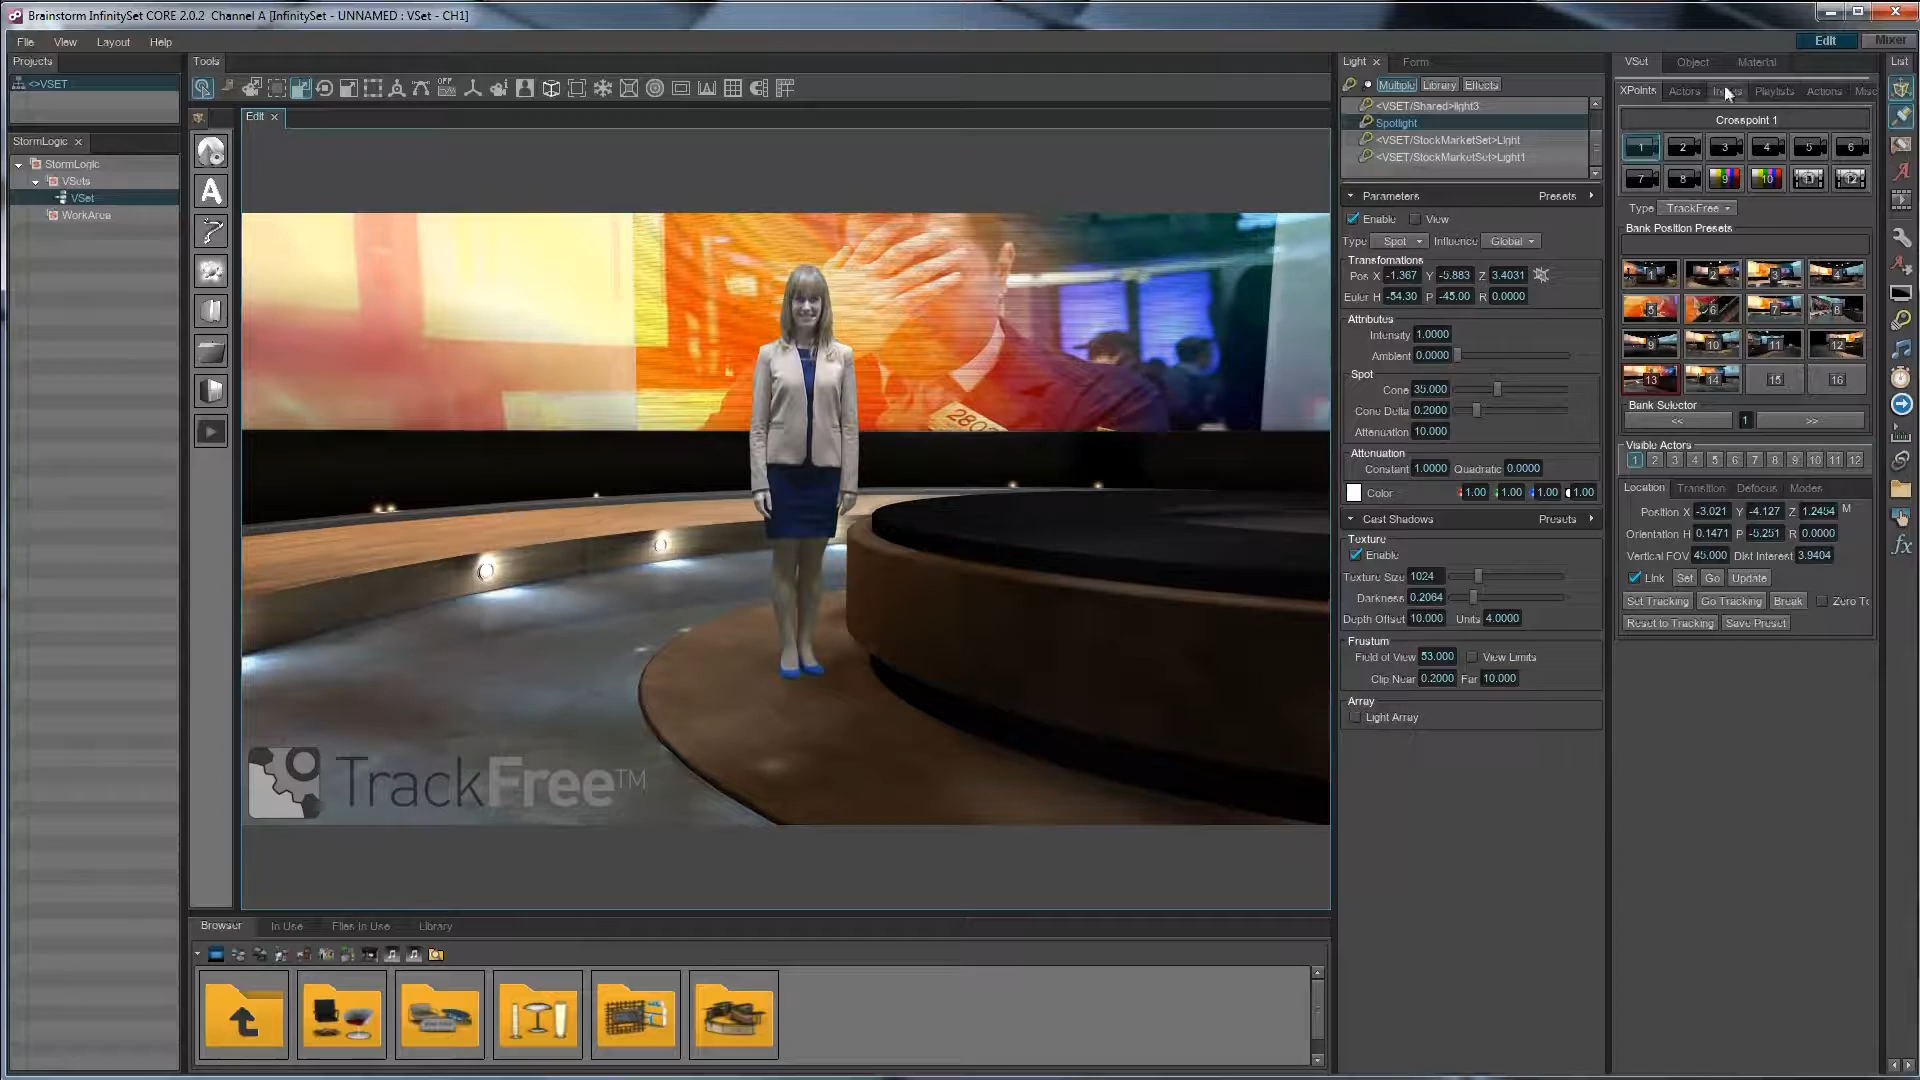 Brainstorm InfinitySet CORE 2.0.2 Channel A [InfinitySet - UNNAMED : VSet - CH1]
File View Layout Help
Edit Mixer
Projects
<>VSET
StormLogic
StormLogic
VSets
VSet
WorkArea
Tools
OFF
Edit
A
TrackFree™
280
Browser In Use Files In Use Library
Light Form
Multiple Library Effects
<VSET/Shared>light3
Spotlight
<VSET/StockMarketSet>Light
<VSET/StockMarketSet>Light1
Parameters Presets
Enable View
Type Spot Influence Global
Transfomations
Pos X -1.367 Y -5.883 Z 3.4031
Euler H -54.30 P -45.00 R 0.0000
Attributes
Intensity 1.0000
Ambient 0.0000
Spot
Cone 35.000
Cone Delta 0.2000
Attenuation 10.000
Attenuation
Constant 1.0000 Quadratic 0.0000
Color 1.00 1.00 1.00 1.00
Cast Shadows Presets
Texture
Enable
Texture Size 1024
Darkness 0.2064
Depth Offset 10.000 Units 4.0000
Frustum
Field of View 53.000 View Limits
Clip Near 0.2000 Far 10.000
Array
Light Array
VSet Object Material
XPoints Actors Playlists Actions Misc
Crosspoint 1
1 2 3 4 5 6
7 8 9 10 11 12
Type TrackFree
Bank Position Presets
1 2 3 4
5 6 7 8
9 10 11 12
13 14 15 16
Bank Selector
<< 1 >>
Visible Actors
1 2 3 4 5 6 7 8 9 10 11 12
Location Transition Defocus Modes
Position X -3.021 Y -4.127 Z 1.2454 M
Orientation H 0.1471 P -5.251 R 0.0000
Vertical FOV 45.000 Dist Interest 3.9404
Link Set Go Update
Set Tracking Go Tracking Break Zero Tc
Reset to Tracking Save Preset
List
fx